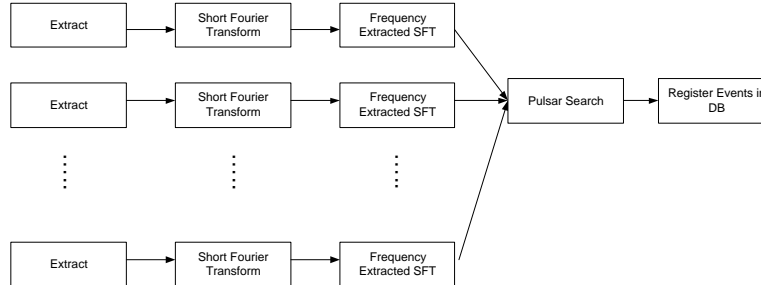 Extract
Short Fourier
Transform
Frequency
Extracted SFT
Extract
Short Fourier
Transform
Frequency
Extracted SFT
Pulsar Search
Register Events in
DB
Extract
Short Fourier
Transform
Frequency
Extracted SFT